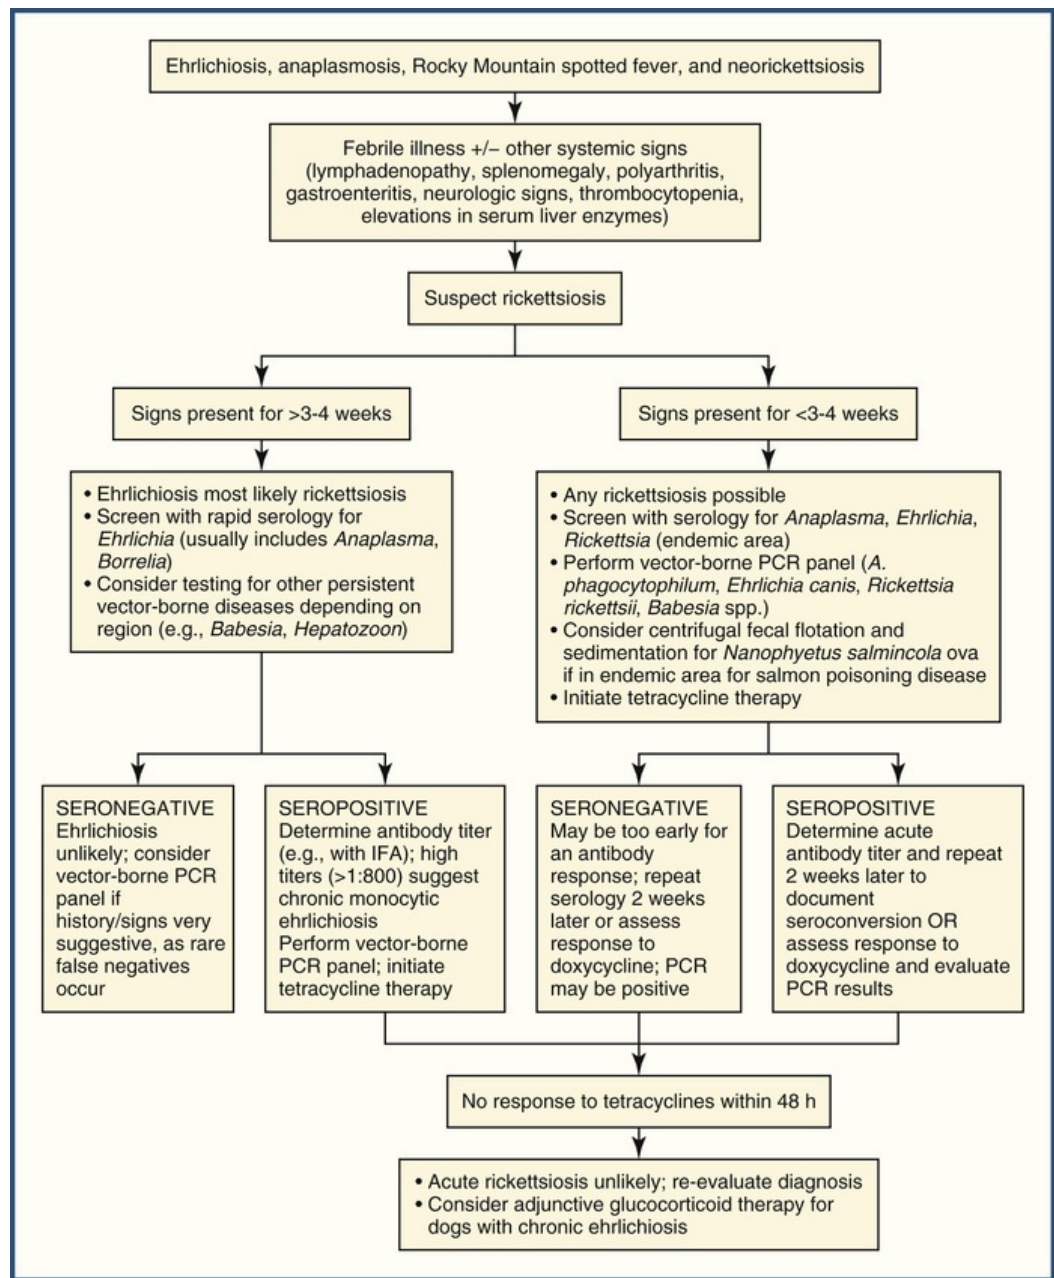 Ehrlichiosis, anaplasmosis, Rocky Mountain spotted fever, and neorickettsiosis
Febrile illness +/− other systemic signs
(lymphadenopathy, splenomegaly, polyarthritis,
gastroenteritis, neurologic signs, thrombocytopenia,
elevations in serum liver enzymes)
Suspect rickettsiosis
Signs present for >3-4 weeks
• Ehrlichiosis most likely rickettsiosis
• Screen with rapid serology for
Ehrlichia (usually includes Anaplasma,
Borrelia)
• Consider testing for other persistent
vector-borne diseases depending on
region (e.g., Babesia, Hepatozoon)
Signs present for <3-4 weeks
• Any rickettsiosis possible
• Screen with serology for Anaplasma, Ehrlichia,
Rickettsia (endemic area)
• Perform vector-borne PCR panel (A.
phagocytophilum, Ehrlichia canis, Rickettsia
rickettsii, Babesia spp.)
• Consider centrifugal fecal flotation and
sedimentation for Nanophyetus salmincola ova
if in endemic area for salmon poisoning disease
• Initiate tetracycline therapy
SERONEGATIVE
Ehrlichiosis
unlikely; consider
vector-borne PCR
panel if
history/signs very
suggestive, as rare
false negatives
occur
SEROPOSITIVE
Determine antibody titer
(e.g., with IFA); high
titers (>1:800) suggest
chronic monocytic
ehrlichiosis
Perform vector-borne
PCR panel; initiate
tetracycline therapy
SERONEGATIVE
May be too early for
an antibody
response; repeat
serology 2 weeks
later or assess
response to
doxycycline; PCR
may be positive
SEROPOSITIVE
Determine acute
antibody titer and repeat
2 weeks later to
document
seroconversion OR
assess response to
doxycycline and evaluate
PCR results
No response to tetracyclines within 48 h
• Acute rickettsiosis unlikely; re-evaluate diagnosis
• Consider adjunctive glucocorticoid therapy for
dogs with chronic ehrlichiosis